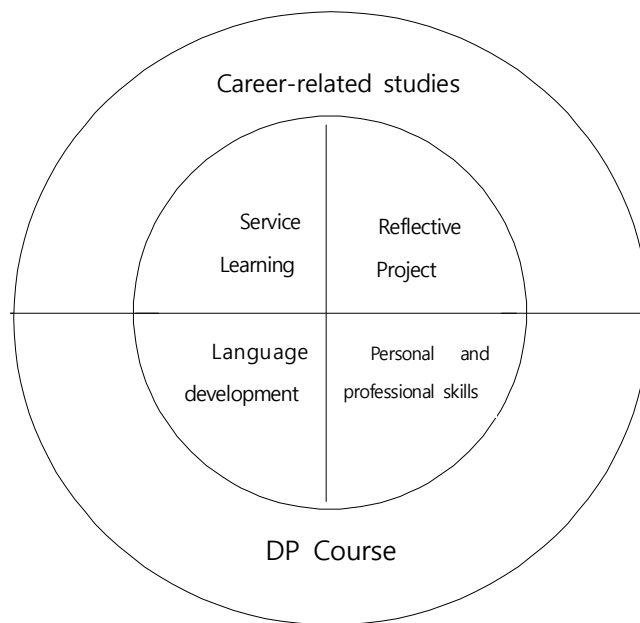 Career-related studies
Service
Learning
Reflective
Project
Language
development
Personal and
professional skills
DP Course